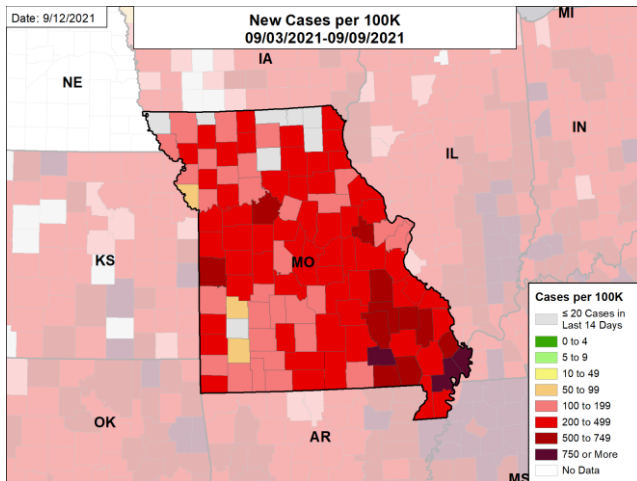 Date: 9/12/2021
New Cases per 100K
09/03/2021-09/09/2021
MI
IA
NE
IN
IL
KS
MO
OK
AR
MS
Cases per 100K
≤ 20 Cases in
Last 14 Days
0 to 4
5 to 9
10 to 49
50 to 99
100 to 199
200 to 499
500 to 749
750 or More
No Data